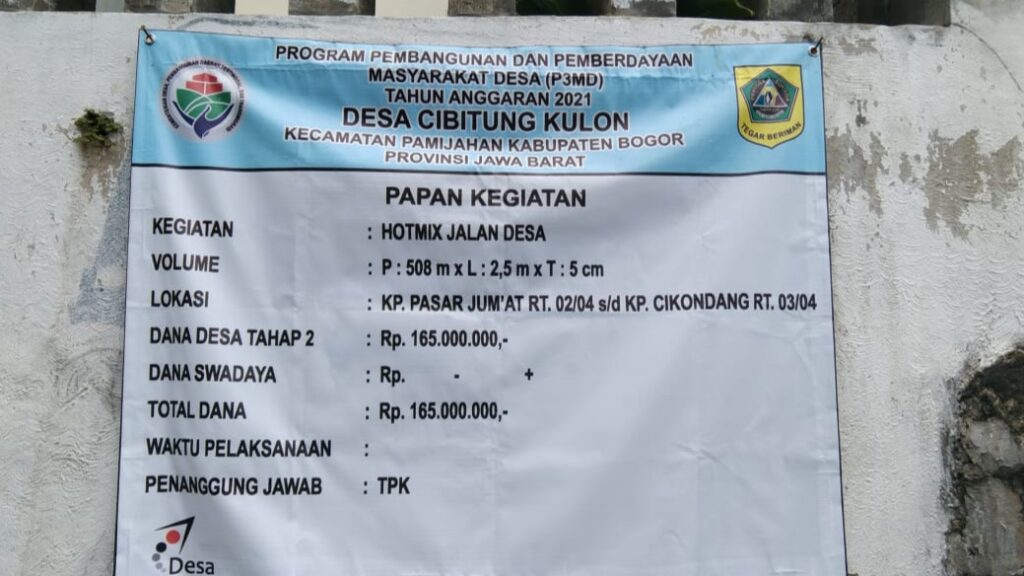 PROGRAM PEMBANGUNAN DAN PEMBERDAYAAN
MASYARAKAT DESA (P3MD)
TAHUN ANGGARAN 2021
DESA CIBITUNG KULON
KECAMATAN PAMIJAHAN KABUPATEN BOGOR
PROVINSI JAWA BARAT
TEGAR BERIMAN
PAPAN KEGIATAN
KEGIATAN : HOTMIX JALAN DESA
VOLUME : P : 508 m x L : 2,5 m x T : 5 cm
LOKASI : KP. PASAR JUM'AT RT. 02/04 s/d KP. CIKONDANG RT. 03/04
DANA DESA TAHAP 2 : Rp. 165.000.000,-
DANA SWADAYA : Rp. - +
TOTAL DANA : Rp. 165.000.000,-
WAKTU PELAKSANAAN :
PENANGGUNG JAWAB : TPK
Desa